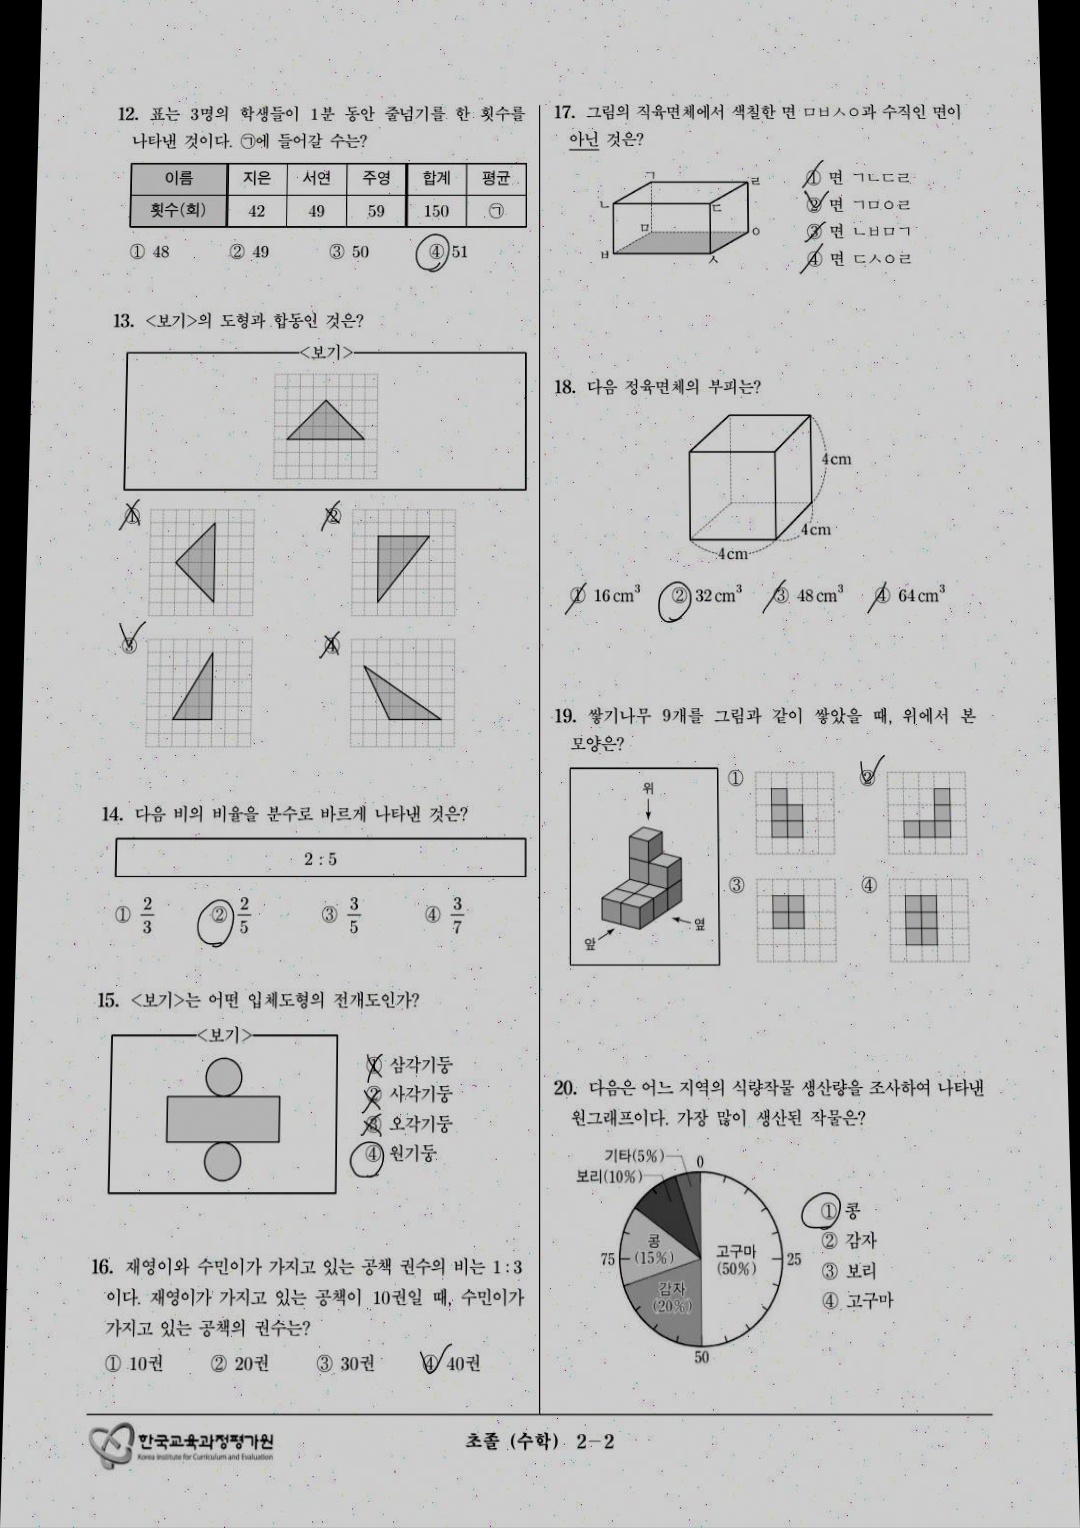 12. 표는 3명의 학생들이 1분 동안 줄넘기를 한 횟수를
나타낸 것이다. ㉠에 들어갈 수는?
이름 지은 서연 주영 합계 평균
횟수(회) 42 49 59 150 ㉠
① 48 ② 49 ③ 50 ④ 51
13. <보기>의 도형과 합동인 것은?
<보기>
① ②
③ ④
14. 다음 비의 비율을 분수로 바르게 나타낸 것은?
2 : 5
① 2/3 ② 2/5 ③ 3/5 ④ 3/7
15. <보기>는 어떤 입체도형의 전개도인가?
<보기>
① 삼각기둥
② 사각기둥
③ 오각기둥
④ 원기둥
16. 재영이와 수민이가 가지고 있는 공책 권수의 비는 1 : 3
이다. 재영이가 가지고 있는 공책이 10권일 때, 수민이가
가지고 있는 공책의 권수는?
① 10권 ② 20권 ③ 30권 ④ 40권
17. 그림의 직육면체에서 색칠한 면 ㅁㅂㅅㅇ과 수직인 면이
아닌 것은?
ㄱ ㄹ
ㄴ ㄷ
ㅁ ㅇ
ㅂ ㅅ
① 면 ㄱㄴㄷㄹ
② 면 ㄱㅁㅇㄹ
③ 면 ㄴㅂㅁㄱ
④ 면 ㄷㅅㅇㄹ
18. 다음 정육면체의 부피는?
4cm
4cm
4cm
① 16cm³ ② 32cm³ ③ 48cm³ ④ 64cm³
19. 쌓기나무 9개를 그림과 같이 쌓았을 때, 위에서 본
모양은?
위
앞 옆
① ②
③ ④
20. 다음은 어느 지역의 식량작물 생산량을 조사하여 나타낸
원그래프이다. 가장 많이 생산된 작물은?
기타(5%) 0
보리(10%)
콩
(15%)
75
고구마
(50%)
25
감자
(20%)
50
① 콩
② 감자
③ 보리
④ 고구마
한국교육과정평가원
Korea Institute for Curriculum and Evaluation
초졸 (수학) 2-2